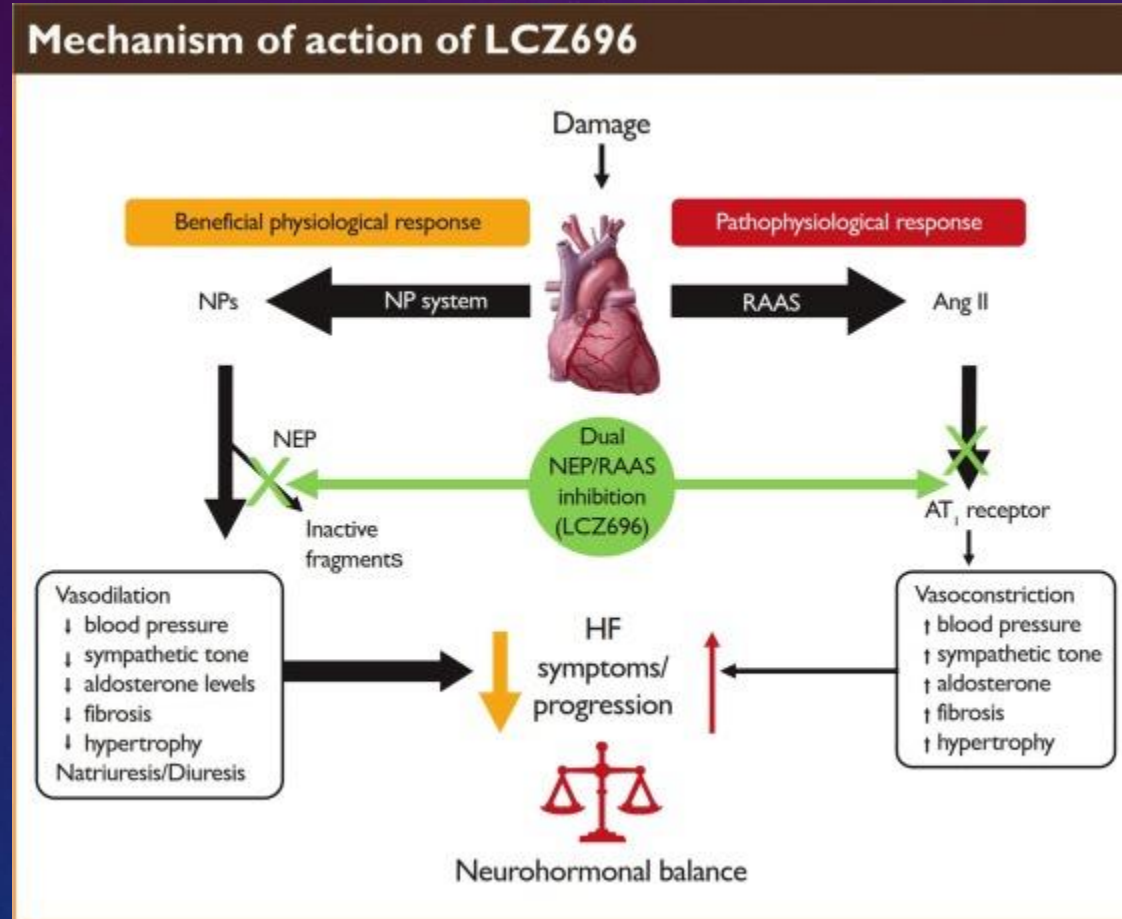 Mechanism of action of LCZ696
Damage
Beneficial physiological response
Pathophysiological response
NPs
NP system
RAAS
Ang II
NEP
Dual
NEP/RAAS
inhibition
(LCZ696)
Inactive
fragments
AT₁ receptor
Vasodilation
↓ blood pressure
↓ sympathetic tone
↓ aldosterone levels
↓ fibrosis
↓ hypertrophy
Natriuresis/Diuresis
HF
symptoms/
progression
Vasoconstriction
↑ blood pressure
↑ sympathetic tone
↑ aldosterone
↑ fibrosis
↑ hypertrophy
Neurohormonal balance